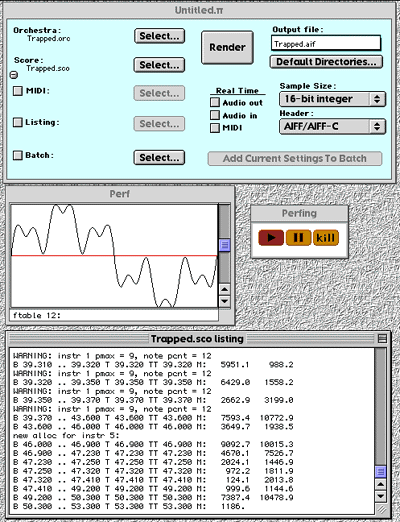 Untitled.π
Orchestra:
Trapped.orc
Select...
Render
Output file:
Trapped.aif
Default Directories...
Score:
Trapped.sco
Select...
MIDI:
Select...
Real Time
Audio out
Audio in
MIDI
Sample Size:
16-bit integer
Header:
AIFF/AIFF-C
Listing:
Select...
Batch:
Select...
Add Current Settings To Batch
Perf
ftable 12:
Perfing
kill
Trapped.sco listing
WARNING: instr 1 pmax = 9, note pcnt = 12
B 39.310 .. 39.320 T 39.320 TT 39.320 M: 5951.1 988.2
WARNING: instr 1 pmax = 9, note pcnt = 12
B 39.320 .. 39.350 T 39.350 TT 39.350 M: 6429.0 1558.2
WARNING: instr 1 pmax = 9, note pcnt = 12
B 39.350 .. 39.370 T 39.370 TT 39.370 M: 2662.9 3199.0
WARNING: instr 1 pmax = 9, note pcnt = 12
B 39.370 .. 43.600 T 43.600 TT 43.600 M: 7593.4 10772.9
B 43.600 .. 46.000 T 46.000 TT 46.000 M: 3649.7 1938.5
new alloc for instr 5:
B 46.000 .. 46.900 T 46.900 TT 46.900 M: 9092.7 10015.3
B 46.900 .. 47.230 T 47.230 TT 47.230 M: 4670.1 7526.7
B 47.230 .. 47.250 T 47.250 TT 47.250 M: 2024.1 1446.9
B 47.250 .. 47.320 T 47.320 TT 47.320 M: 972.2 1811.9
B 47.320 .. 47.410 T 47.410 TT 47.410 M: 124.1 2013.8
B 47.410 .. 49.200 T 49.200 TT 49.200 M: 999.6 1144.6
B 49.200 .. 50.300 T 50.300 TT 50.300 M: 7387.4 10478.9
B 50.300 .. 53.300 T 53.300 TT 53.300 M: 1186.